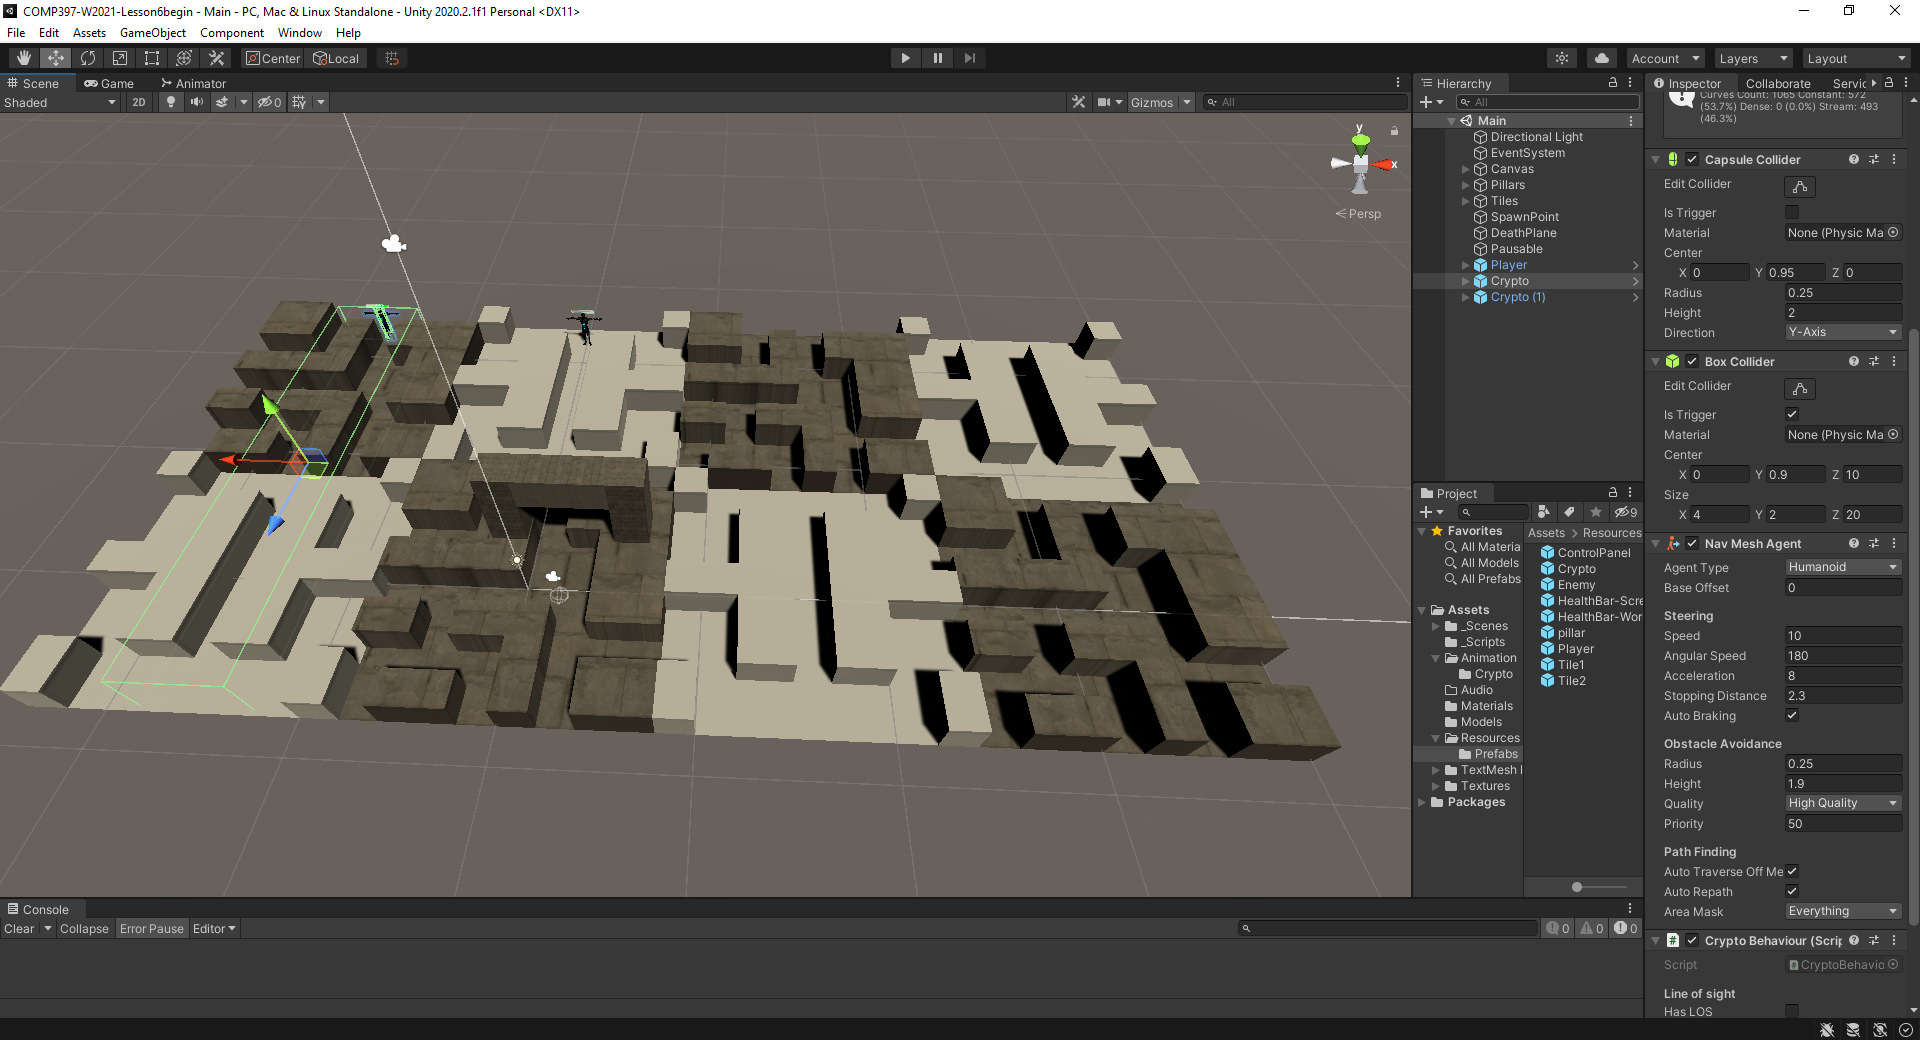 COMP397-W2021-Lesson6begin - Main - PC, Mac & Linux Standalone - Unity 2020.2.1f1 Personal <DX11>
File Edit Assets GameObject Component Window Help
Center Local Account Layers Layout
Scene Game Animator
Shaded 2D 0 Gizmos All
y
x
Persp
Hierarchy
All
Main
Directional Light
EventSystem
Canvas
Pillars
Tiles
SpawnPoint
DeathPlane
Pausable
Player
Crypto
Crypto (1)
Project
9
Favorites
All Materia
All Models
All Prefabs
Assets
_Scenes
_Scripts
Animation
Crypto
Audio
Materials
Models
Resources
Prefabs
TextMesh
Textures
Packages
Assets > Resources
ControlPanel
Crypto
Enemy
HealthBar-Scre
HealthBar-Wor
pillar
Player
Tile1
Tile2
Inspector Collaborate Servic
Curves Count: 1065 Constant: 572
(53.7%) Dense: 0 (0.0%) Stream: 493
(46.3%)
Capsule Collider
Edit Collider
Is Trigger
Material None (Physic Ma
Center
X 0 Y 0.95 Z 0
Radius 0.25
Height 2
Direction Y-Axis
Box Collider
Edit Collider
Is Trigger
Material None (Physic Ma
Center
X 0 Y 0.9 Z 10
Size
X 4 Y 2 Z 20
Nav Mesh Agent
Agent Type Humanoid
Base Offset 0
Steering
Speed 10
Angular Speed 180
Acceleration 8
Stopping Distance 2.3
Auto Braking
Obstacle Avoidance
Radius 0.25
Height 1.9
Quality High Quality
Priority 50
Path Finding
Auto Traverse Off Me
Auto Repath
Area Mask Everything
Crypto Behaviour (Scrip
Script CryptoBehavio
Line of sight
Has LOS
Console
Clear Collapse Error Pause Editor 0 0 0